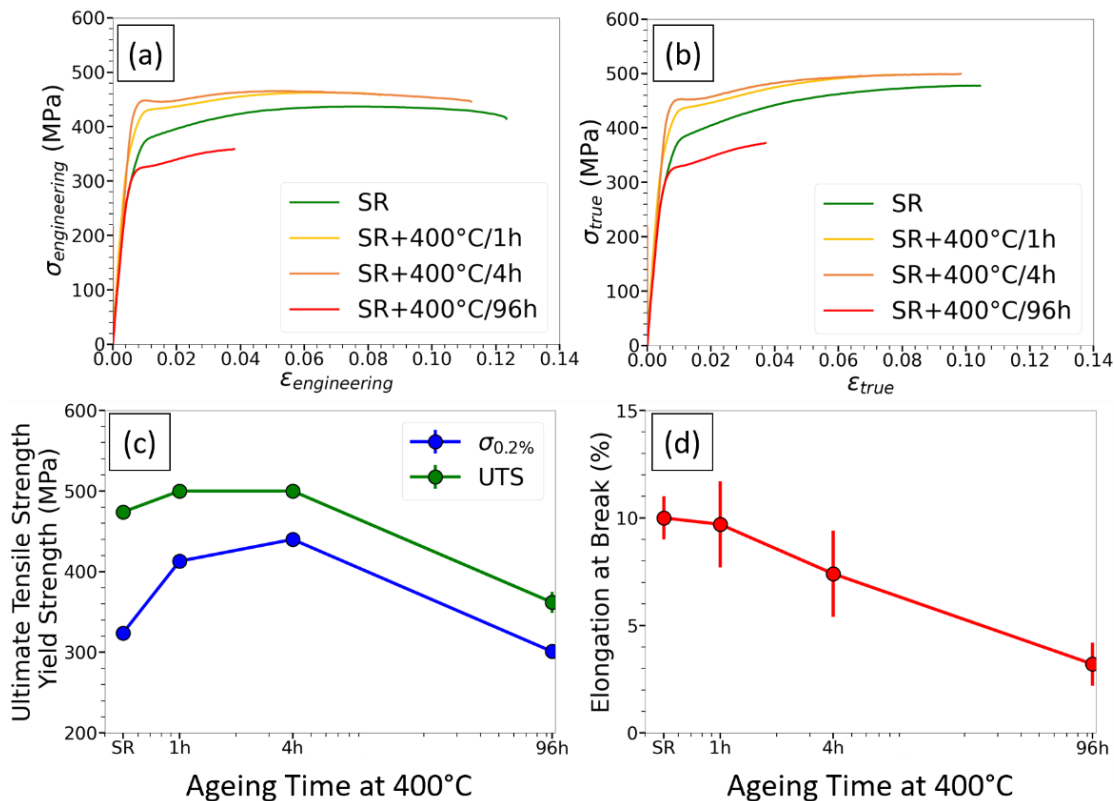 (a)
600
500
400
300
200
100
0
σengineering (MPa)
SR
SR+400°C/1h
SR+400°C/4h
SR+400°C/96h
0.00 0.02 0.04 0.06 0.08 0.10 0.12 0.14
εengineering
(b)
600
500
400
300
200
100
0
σtrue (MPa)
SR
SR+400°C/1h
SR+400°C/4h
SR+400°C/96h
0.00 0.02 0.04 0.06 0.08 0.10 0.12 0.14
εtrue
(c)
600
500
400
300
200
Ultimate Tensile Strength
Yield Strength (MPa)
σ0.2%
UTS
SR 1h 4h 96h
Ageing Time at 400°C
(d)
15
10
5
0
Elongation at Break (%)
SR 1h 4h 96h
Ageing Time at 400°C